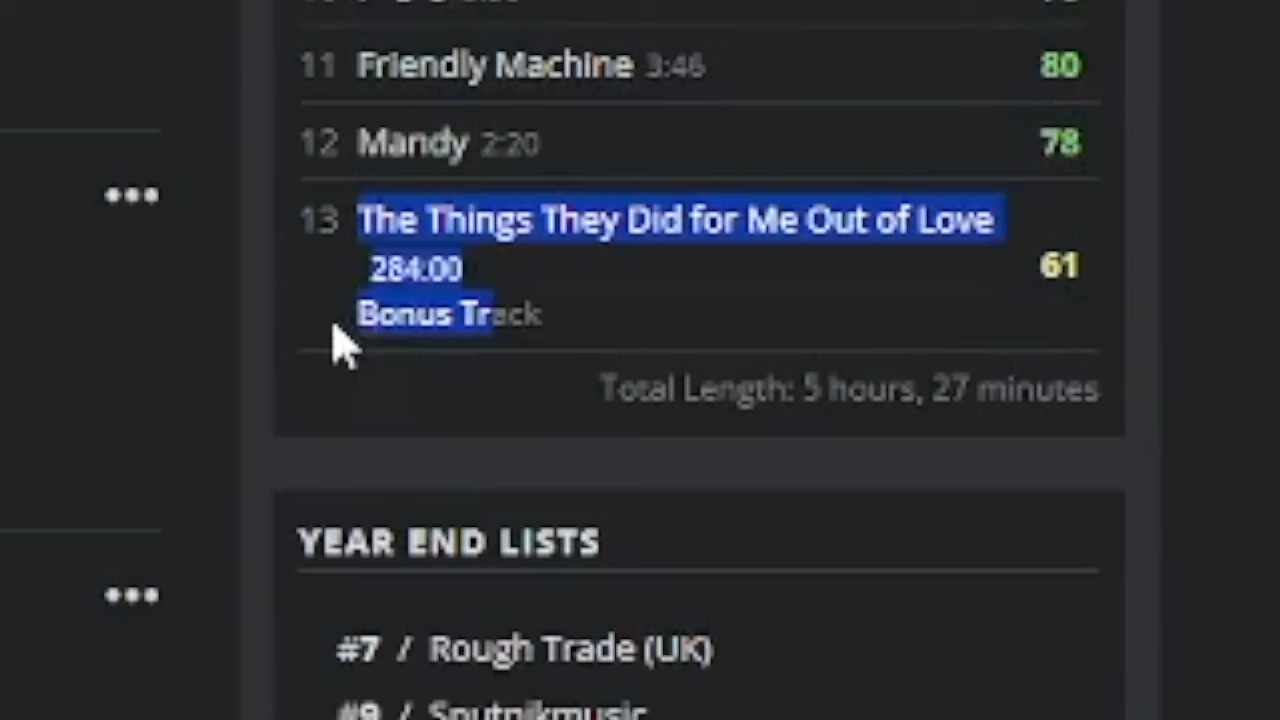 11 Friendly Machine 3:46 80
12 Mandy 2:20 78
13 The Things They Did for Me Out of Love
284:00
61
Bonus Track
Total Length: 5 hours, 27 minutes
YEAR END LISTS
#7 / Rough Trade (UK)
#9 / Sputnikmusic